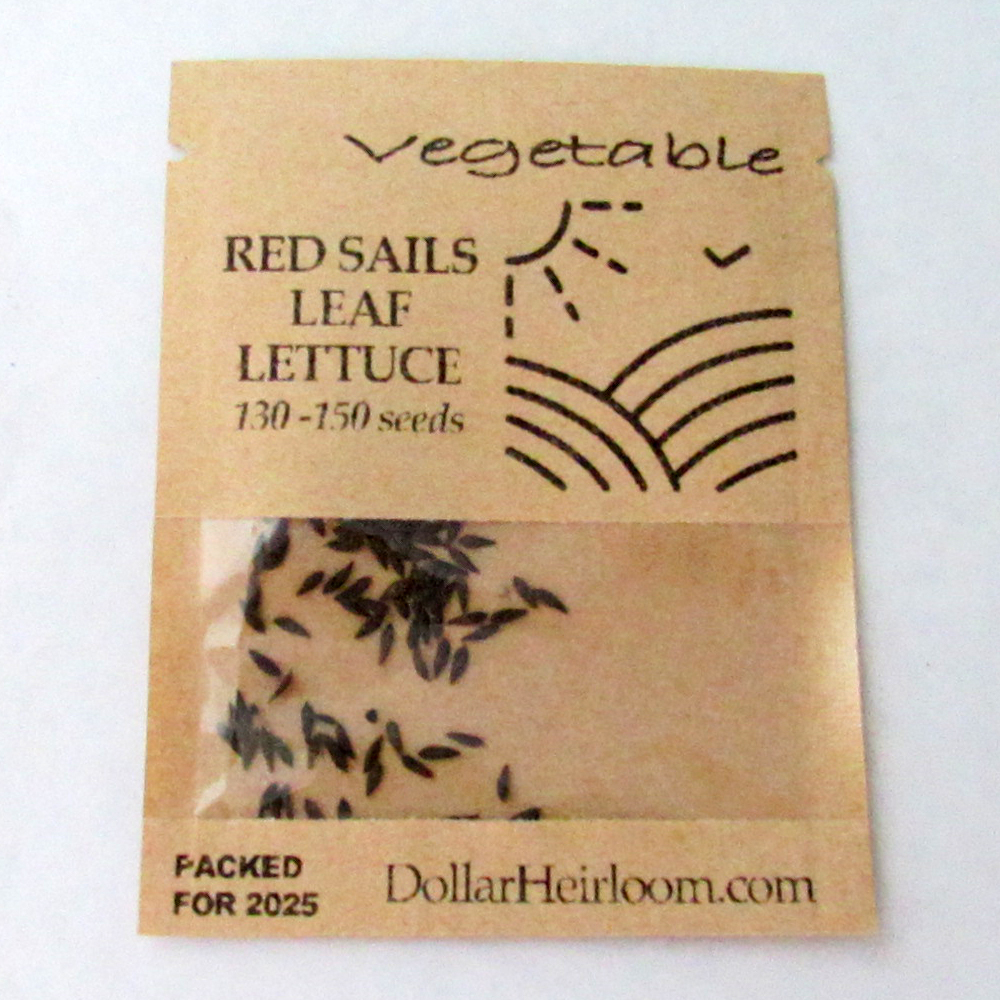 Vegetable
RED SAILS
LEAF
LETTUCE
130 -150 seeds
PACKED
FOR 2025
DollarHeirloom.com